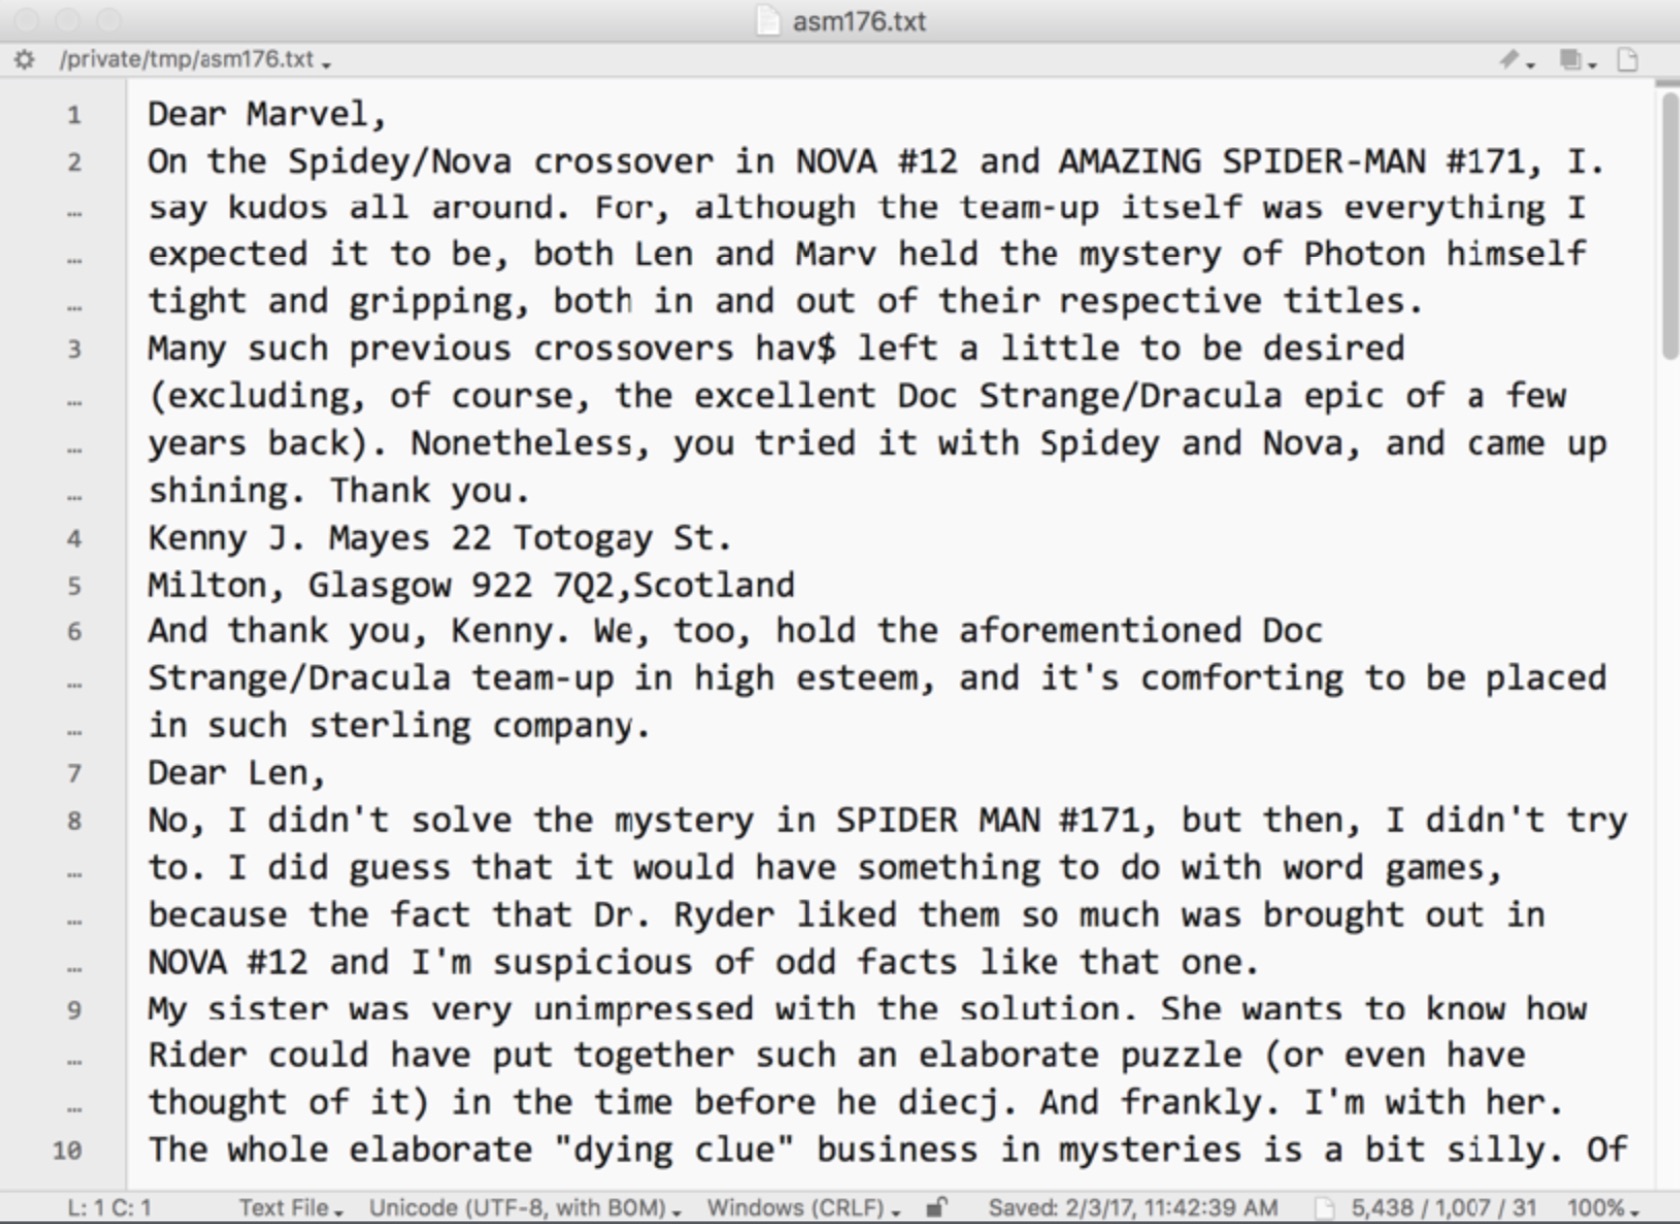 asm176.txt
/private/tmp/asm176.txt
1 Dear Marvel,
2 On the Spidey/Nova crossover in NOVA #12 and AMAZING SPIDER-MAN #171, I.
… say kudos all around. For, although the team-up itself was everything I
… expected it to be, both Len and Marv held the mystery of Photon himself
… tight and gripping, both in and out of their respective titles.
3 Many such previous crossovers hav$ left a little to be desired
… (excluding, of course, the excellent Doc Strange/Dracula epic of a few
… years back). Nonetheless, you tried it with Spidey and Nova, and came up
… shining. Thank you.
4 Kenny J. Mayes 22 Totogay St.
5 Milton, Glasgow 922 7Q2,Scotland
6 And thank you, Kenny. We, too, hold the aforementioned Doc
… Strange/Dracula team-up in high esteem, and it's comforting to be placed
… in such sterling company.
7 Dear Len,
8 No, I didn't solve the mystery in SPIDER MAN #171, but then, I didn't try
… to. I did guess that it would have something to do with word games,
… because the fact that Dr. Ryder liked them so much was brought out in
… NOVA #12 and I'm suspicious of odd facts like that one.
9 My sister was very unimpressed with the solution. She wants to know how
… Rider could have put together such an elaborate puzzle (or even have
… thought of it) in the time before he diecj. And frankly. I'm with her.
10 The whole elaborate "dying clue" business in mysteries is a bit silly. Of
L: 1 C: 1 Text File Unicode (UTF-8, with BOM) Windows (CRLF) Saved: 2/3/17, 11:42:39 AM 5,438 / 1,007 / 31 100%